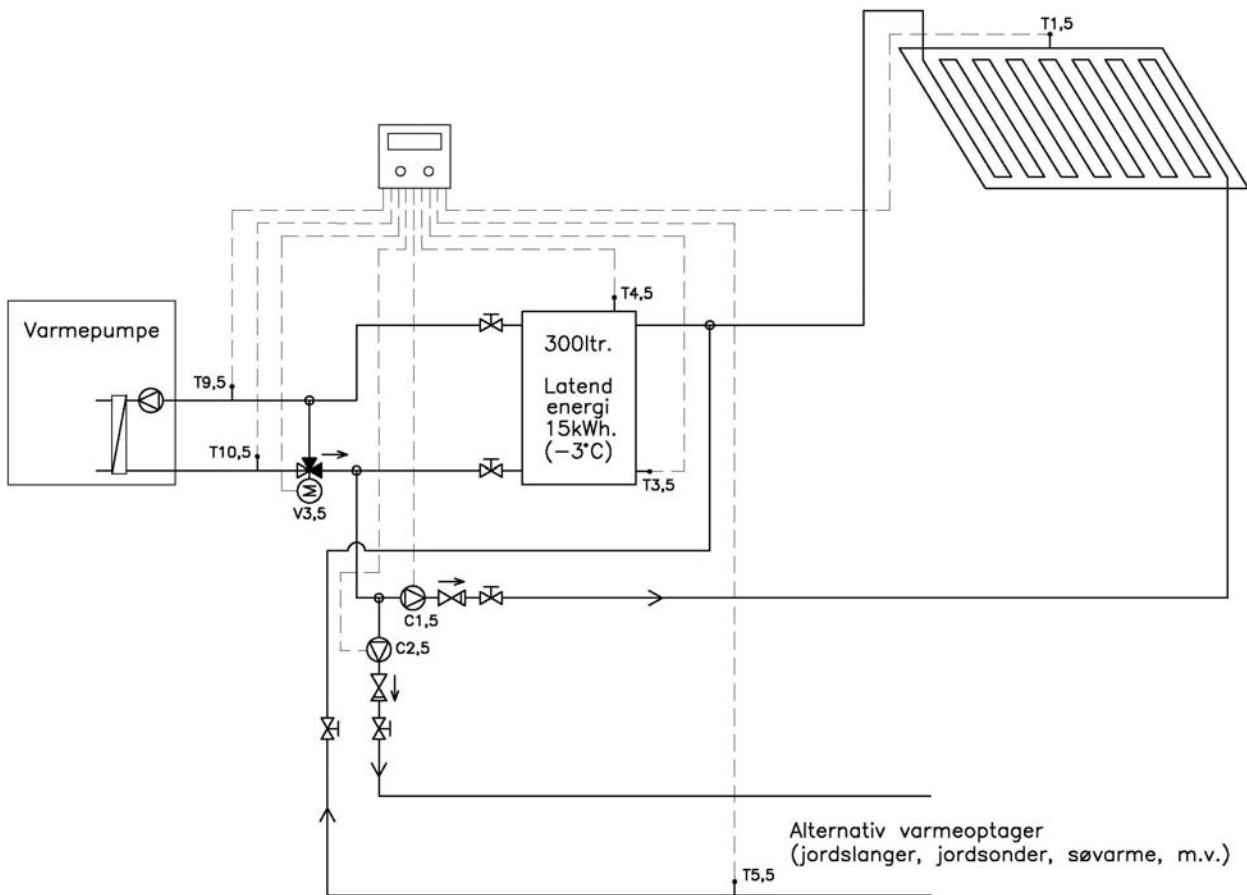 T1,5
T4,5
Varmepumpe
300ltr.
Latend
energi
15kWh.
(−3°C)
T9,5
T10,5
T3,5
M
V3,5
C1,5
C2,5
Alternativ varmeoptager
(jordslanger, jordsonder, søvarme, m.v.)
T5,5